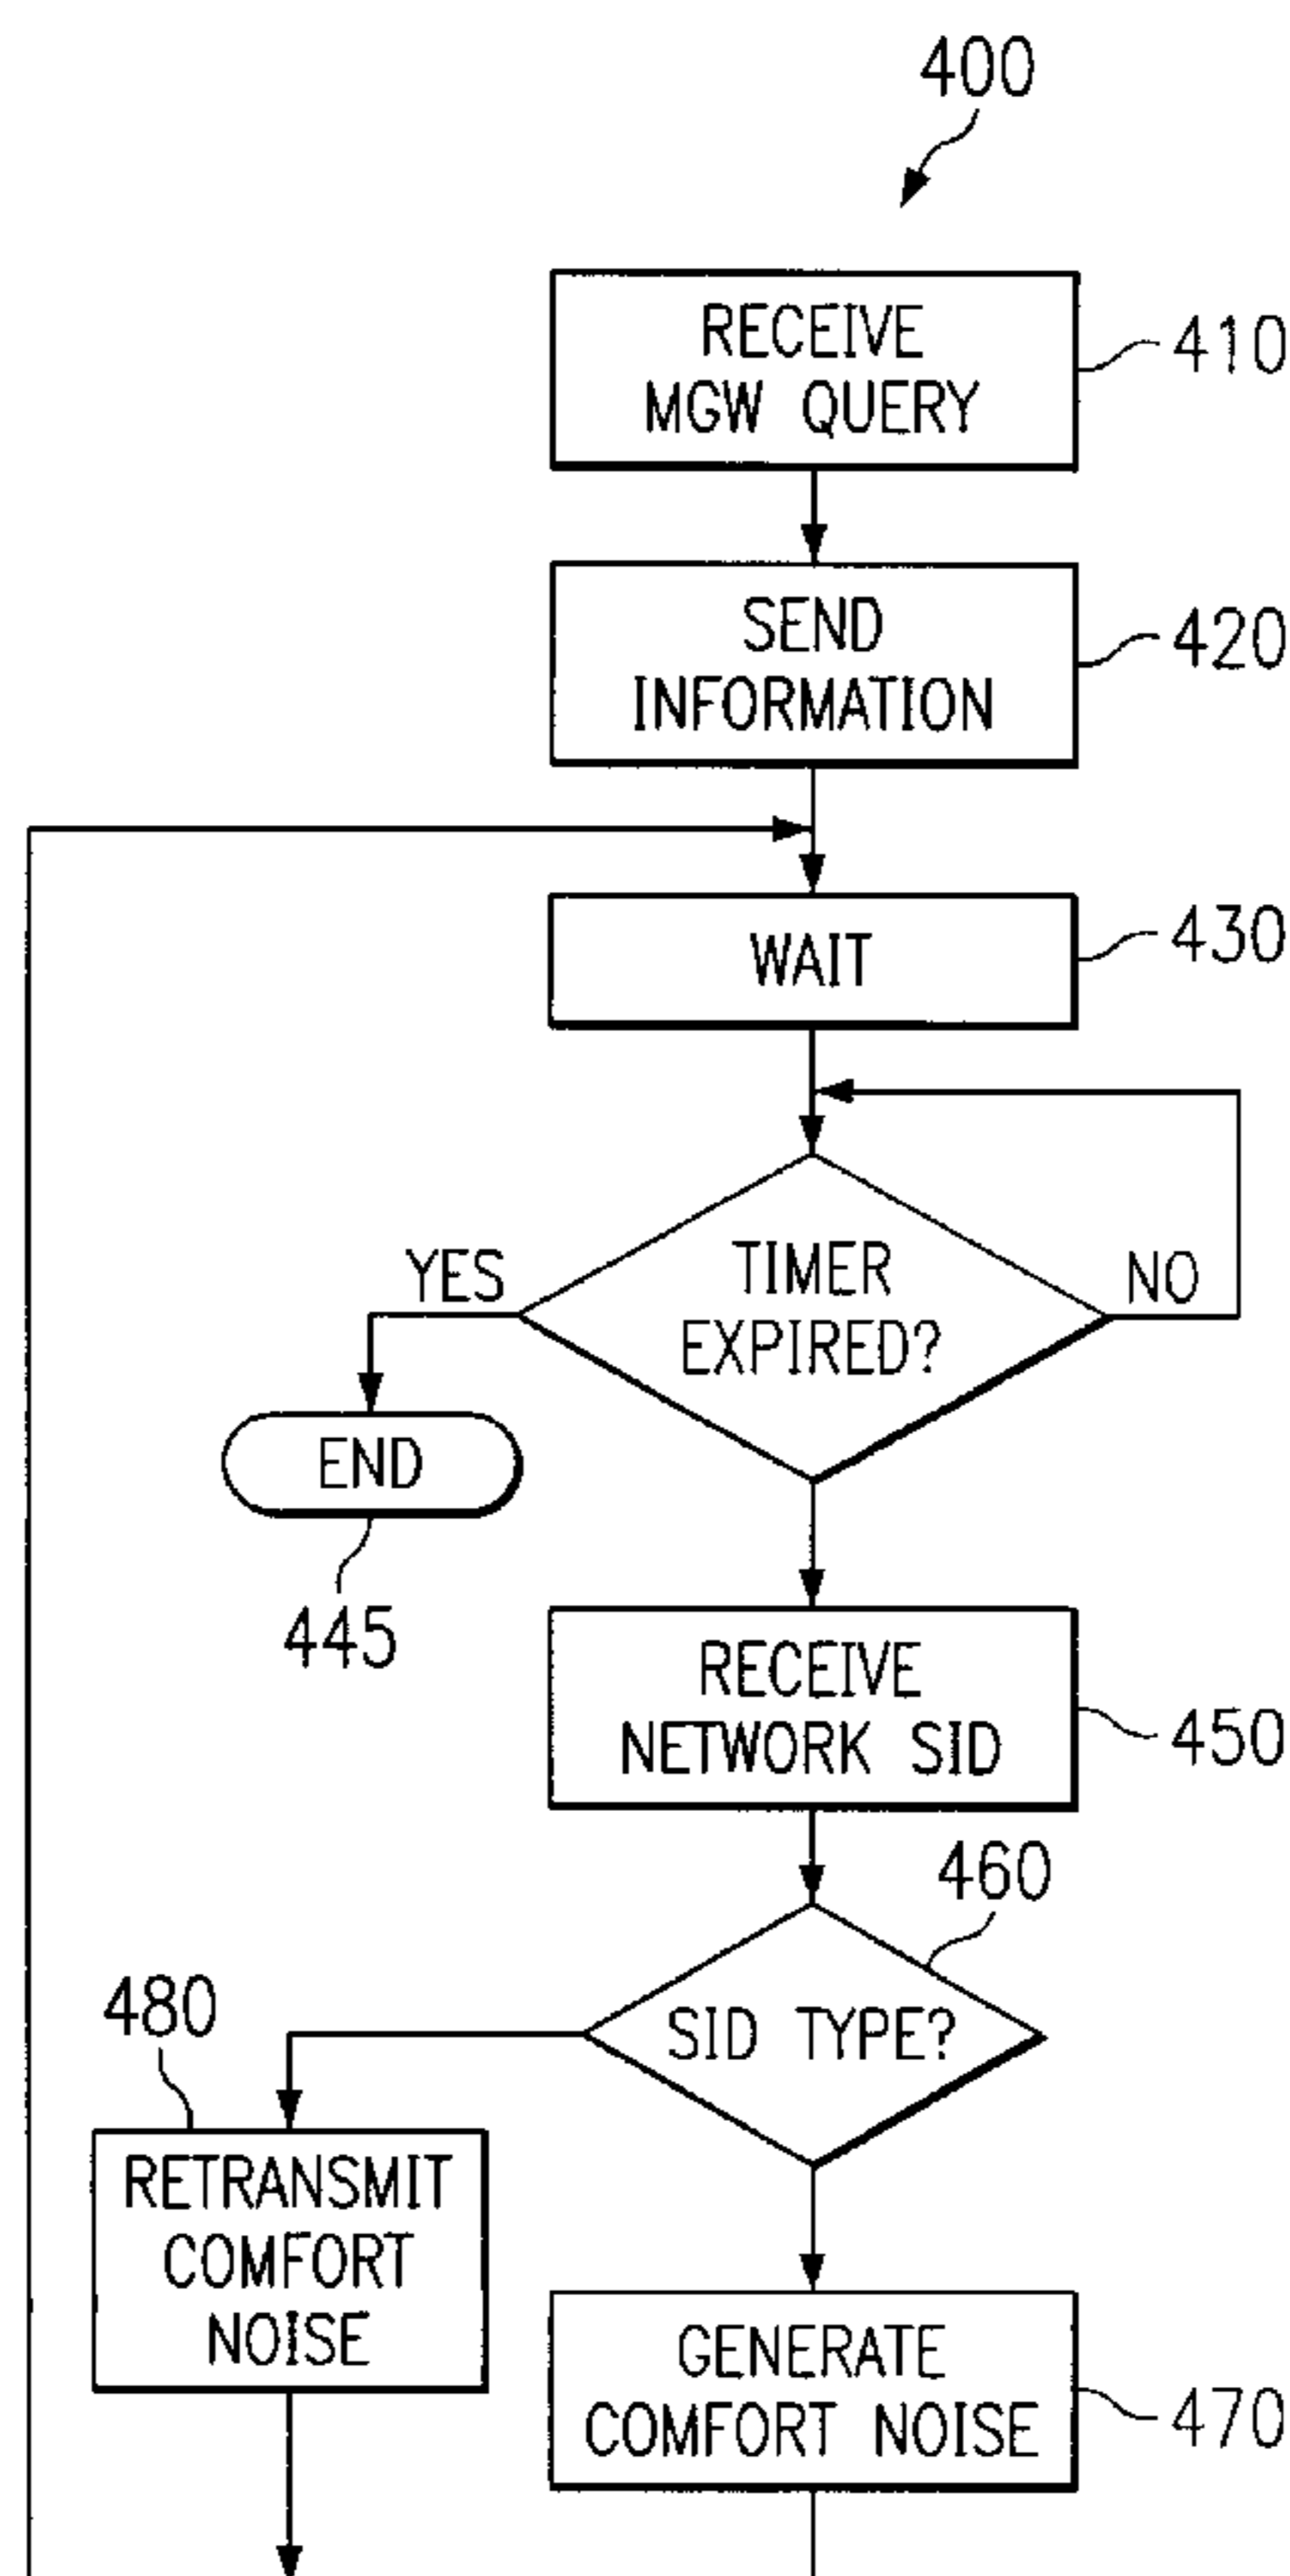 400
RECEIVE
MGW QUERY
410
SEND
INFORMATION
420
WAIT
430
YES
TIMER
EXPIRED?
NO
END
445
RECEIVE
NETWORK SID
450
460
SID TYPE?
480
RETRANSMIT
COMFORT
NOISE
GENERATE
COMFORT NOISE
470